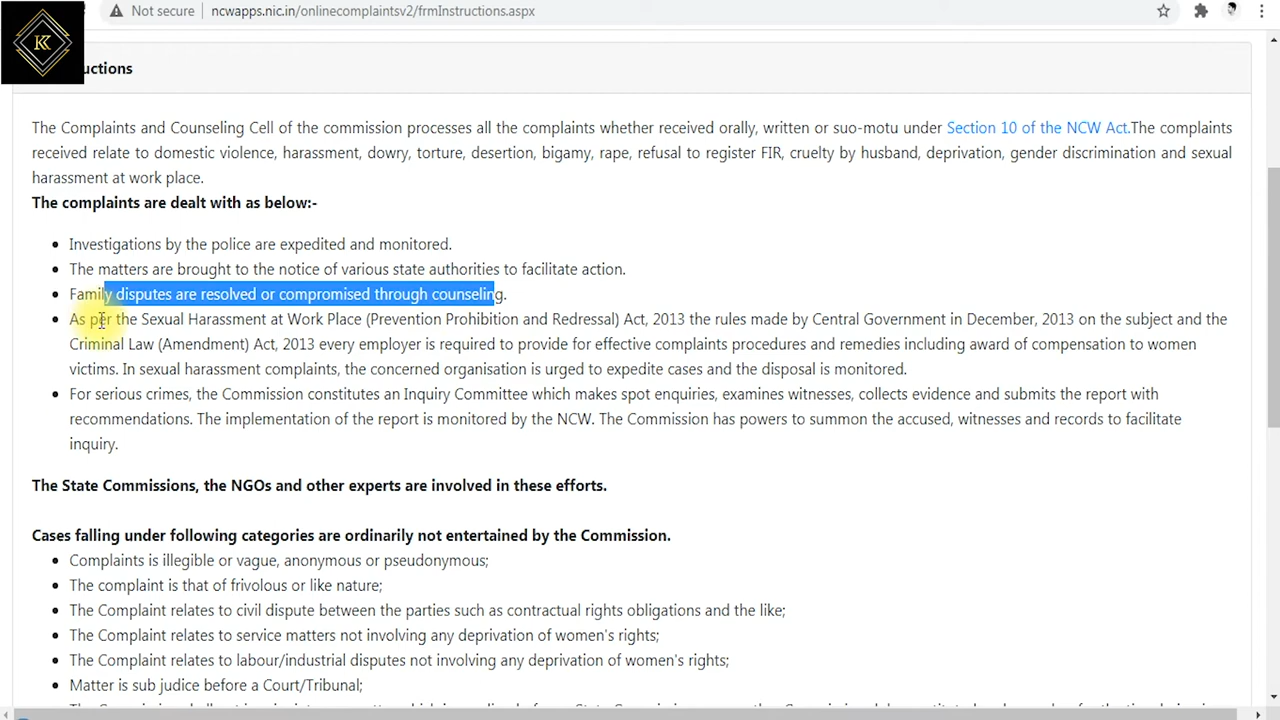 Not secure
ncwapps.nic.in/onlinecomplaintsv2/frmInstructions.aspx
K
uctions
The Complaints and Counseling Cell of the commission processes all the complaints whether received orally, written or suo-motu under Section 10 of the NCW Act.The complaints
received relate to domestic violence, harassment, dowry, torture, desertion, bigamy, rape, refusal to register FIR, cruelty by husband, deprivation, gender discrimination and sexual
harassment at work place.
The complaints are dealt with as below:-
• Investigations by the police are expedited and monitored.
• The matters are brought to the notice of various state authorities to facilitate action.
• Family disputes are resolved or compromised through counseling.
• As per the Sexual Harassment at Work Place (Prevention Prohibition and Redressal) Act, 2013 the rules made by Central Government in December, 2013 on the subject and the
Criminal Law (Amendment) Act, 2013 every employer is required to provide for effective complaints procedures and remedies including award of compensation to women
victims. In sexual harassment complaints, the concerned organisation is urged to expedite cases and the disposal is monitored.
• For serious crimes, the Commission constitutes an Inquiry Committee which makes spot enquiries, examines witnesses, collects evidence and submits the report with
recommendations. The implementation of the report is monitored by the NCW. The Commission has powers to summon the accused, witnesses and records to facilitate
inquiry.
The State Commissions, the NGOs and other experts are involved in these efforts.
Cases falling under following categories are ordinarily not entertained by the Commission.
• Complaints is illegible or vague, anonymous or pseudonymous;
• The complaint is that of frivolous or like nature;
• The Complaint relates to civil dispute between the parties such as contractual rights obligations and the like;
• The Complaint relates to service matters not involving any deprivation of women's rights;
• The Complaint relates to labour/industrial disputes not involving any deprivation of women's rights;
• Matter is sub judice before a Court/Tribunal;